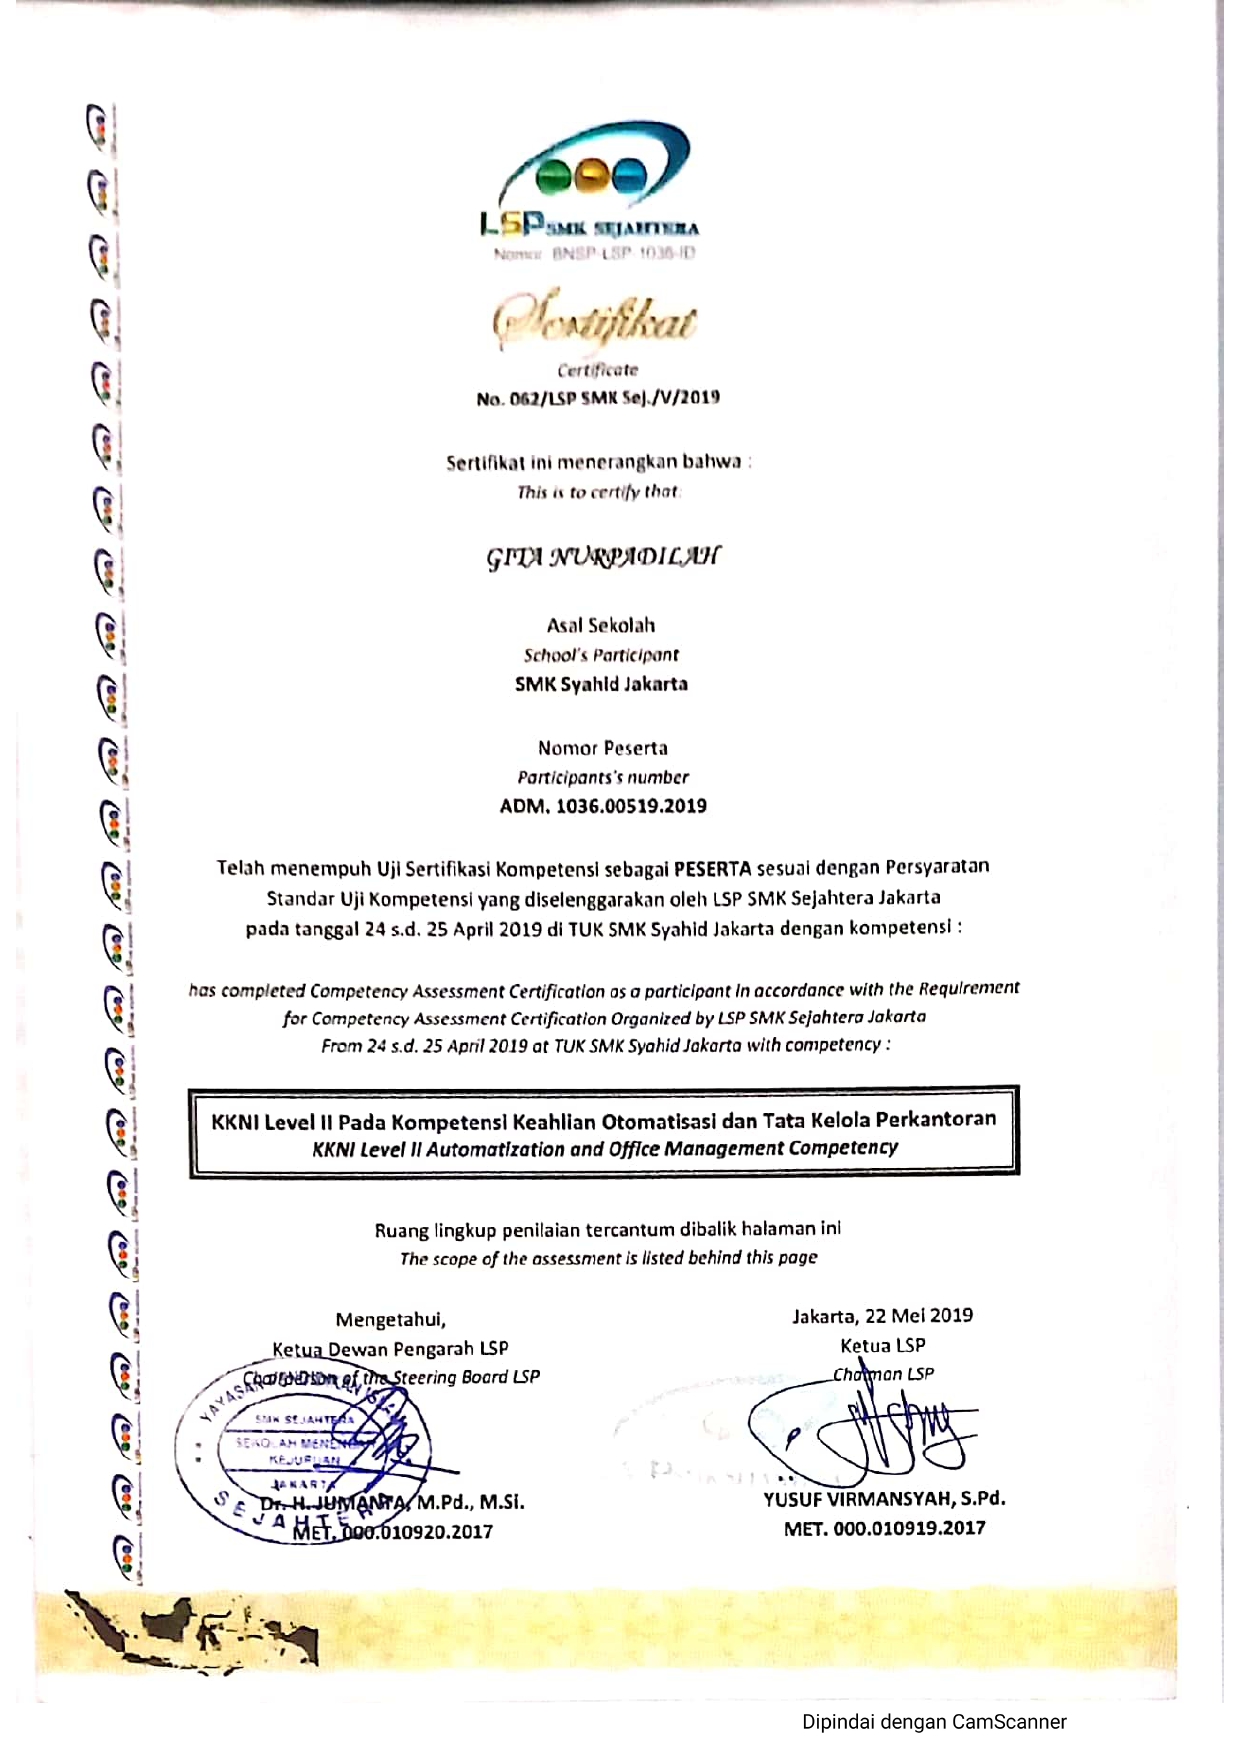 LSP SMK SEJAHTERA
Nomor BNSP-LSP-1036-ID
Sertifikat
Certificate
No. 062/LSP SMK Sej./V/2019
Sertifikat ini menerangkan bahwa :
This is to certify that:
GITA NURPADILAH
Asal Sekolah
School's Participant
SMK Syahid Jakarta
Nomor Peserta
Participants's number
ADM. 1036.00519.2019
Telah menempuh Uji Sertifikasi Kompetensi sebagai PESERTA sesuai dengan Persyaratan
Standar Uji Kompetensi yang diselenggarakan oleh LSP SMK Sejahtera Jakarta
pada tanggal 24 s.d. 25 April 2019 di TUK SMK Syahid Jakarta dengan kompetensi :
has completed Competency Assessment Certification as a participant in accordance with the Requirement
for Competency Assessment Certification Organized by LSP SMK Sejahtera Jakarta
From 24 s.d. 25 April 2019 at TUK SMK Syahid Jakarta with competency :
KKNI Level II Pada Kompetensi Keahlian Otomatisasi dan Tata Kelola Perkantoran
KKNI Level II Automatization and Office Management Competency
Ruang lingkup penilaian tercantum dibalik halaman ini
The scope of the assessment is listed behind this page
Mengetahui,
Ketua Dewan Pengarah LSP
Chairperson of the Steering Board LSP
Jakarta, 22 Mei 2019
Ketua LSP
Chaiman LSP
SMK SEJAHTERA
SEKOLAH MENENGAH
KEJURUAN
JAKARTA
SEJAHTERA
Dr. H. JUMANTA, M.Pd., M.Si.
MET. 000.010920.2017
YUSUF VIRMANSYAH, S.Pd.
MET. 000.010919.2017
Dipindai dengan CamScanner